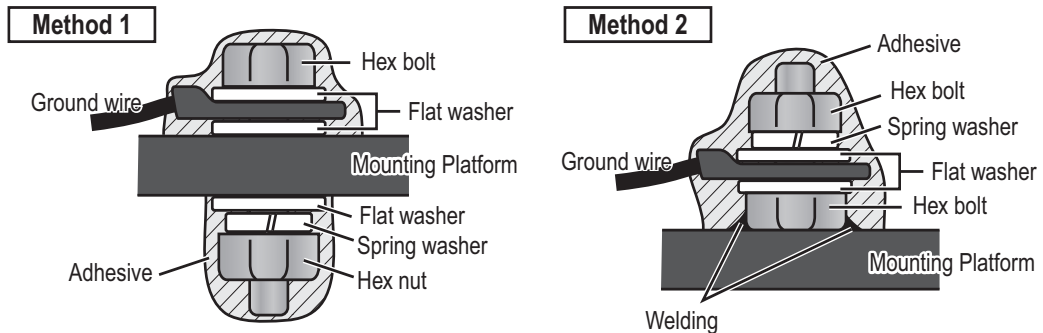 Method 1
Hex bolt
Ground wire
Flat washer
Mounting Platform
Flat washer
Spring washer
Adhesive
Hex nut
Method 2
Adhesive
Hex bolt
Spring washer
Ground wire
Flat washer
Hex bolt
Mounting Platform
Welding